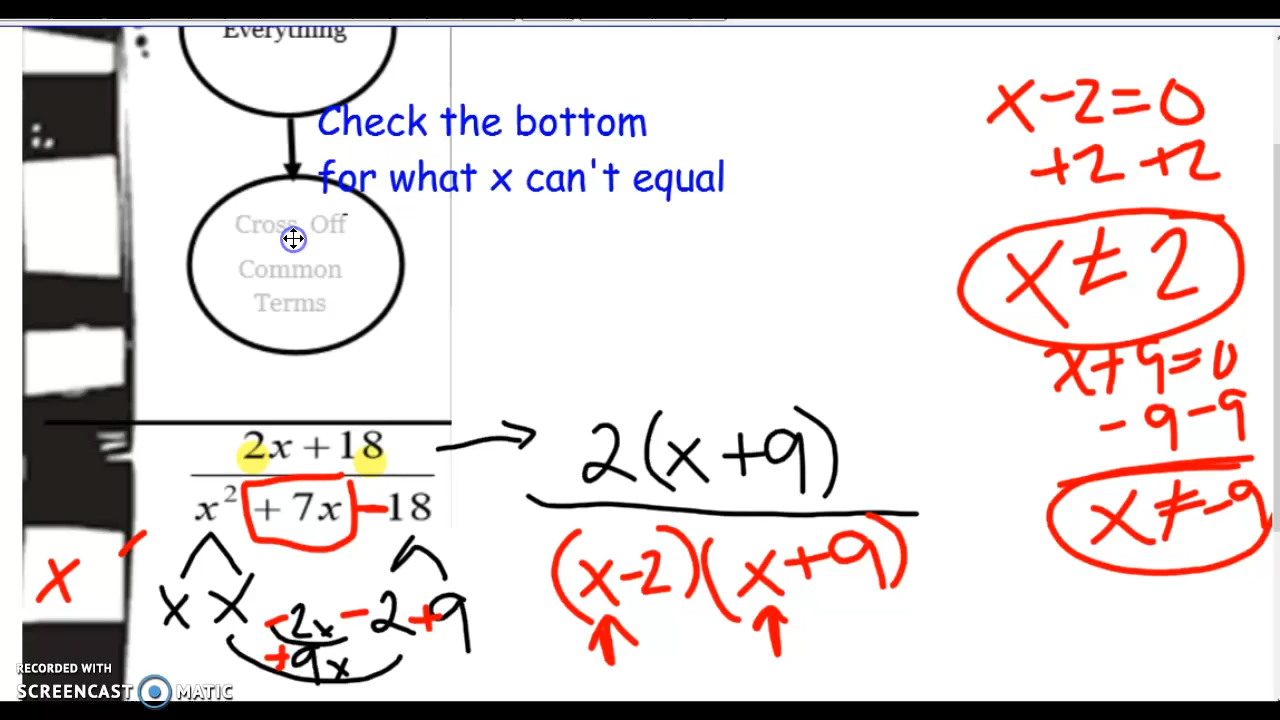 Everything
Check the bottom
for what x can't equal
Cross Off
Common
Terms
x-2=0
+2 +2
x≠2
x+9=0
-9 -9
x≠-9
2x + 18
x² + 7x - 18
2(x+9)
(x-2)(x+9)
x
x x -2 +9
-2x
+9x
RECORDED WITH
SCREENCAST MATIC